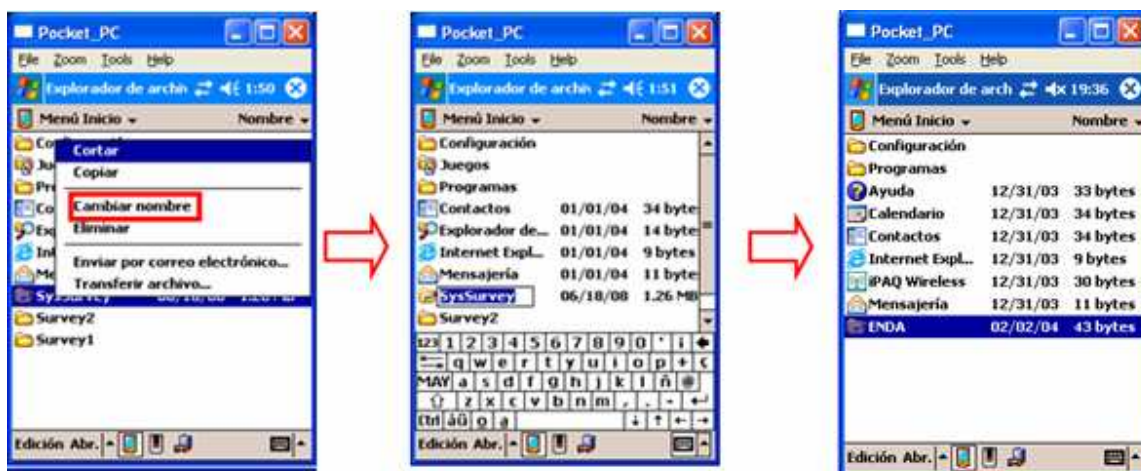 Pocket_PC
File Zoom Tools Help
Explorador de archiv 1:50
Menú Inicio Nombre
Cortar
Copiar
Cambiar nombre
Eliminar
Enviar por correo electrónico...
Transferir archivo...
Survey2
Survey1
Edición Abr.
Pocket_PC
File Zoom Tools Help
Explorador de archiv 1:51
Menú Inicio Nombre
Configuración
Juegos
Programas
Contactos 01/01/04 34 byte
Explorador de... 01/01/04 14 byte
Internet Expl... 01/01/04 9 bytes
Mensajería 01/01/04 11 byte
SysSurvey 06/18/08 1.26 MB
Survey2
123 1 2 3 4 5 6 7 8 9 0 ' ¡
q w e r t y u i o p + ç
MAY a s d f g h j k l ñ @
z x c v b n m , . -
Ctrl áü º ª
Edición Abr.
Pocket_PC
File Zoom Tools Help
Explorador de arch 19:36
Menú Inicio Nombre
Configuración
Programas
Ayuda 12/31/03 33 bytes
Calendario 12/31/03 34 bytes
Contactos 12/31/03 34 bytes
Internet Expl... 12/31/03 9 bytes
iPAQ Wireless 12/31/03 30 bytes
Mensajería 12/31/03 11 bytes
ENDA 02/02/04 43 bytes
Edición Abr.